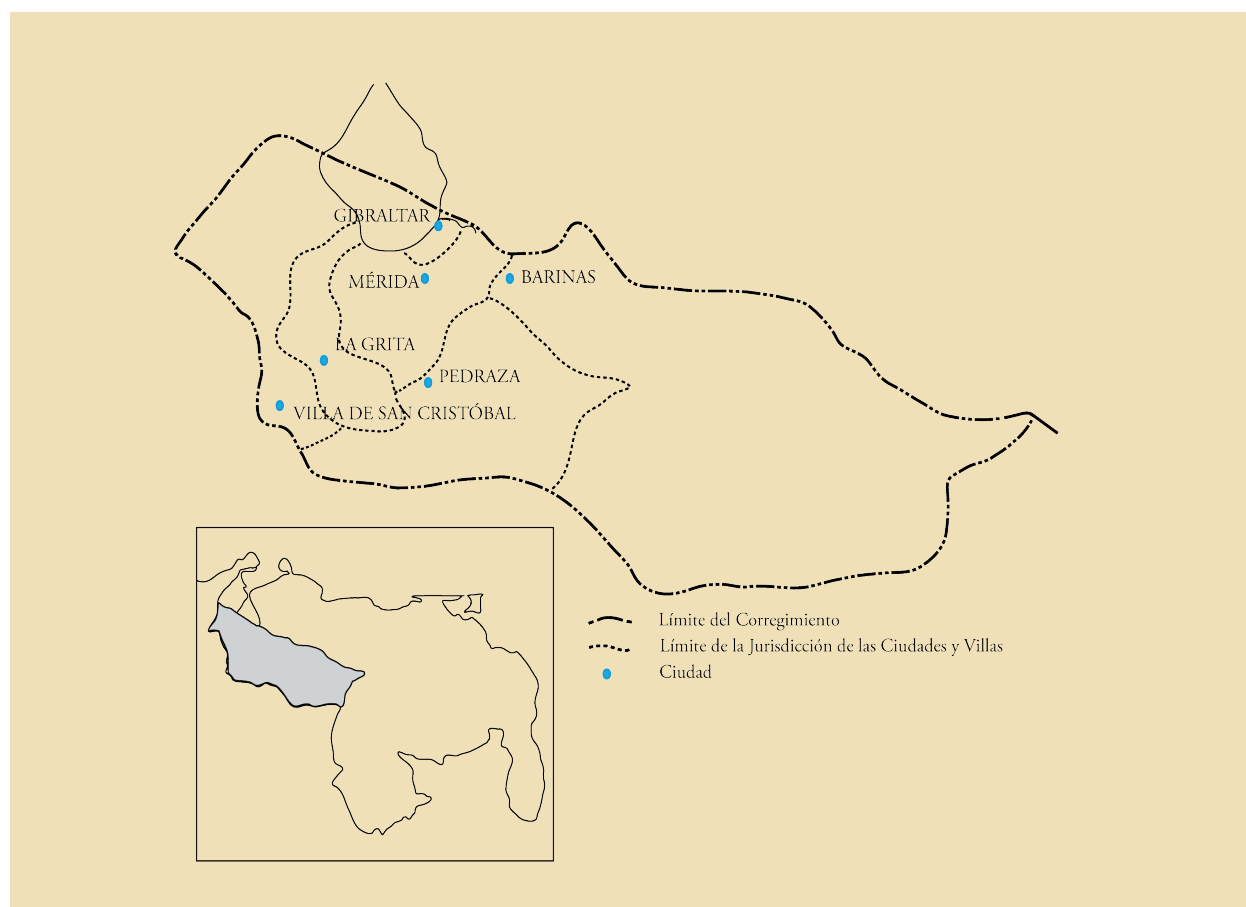 GIBRALTAR
MÉRIDA
BARINAS
LA GRITA
PEDRAZA
VILLA DE SAN CRISTÓBAL
Límite del Corregimiento
Límite de la Jurisdicción de las Ciudades y Villas
Ciudad